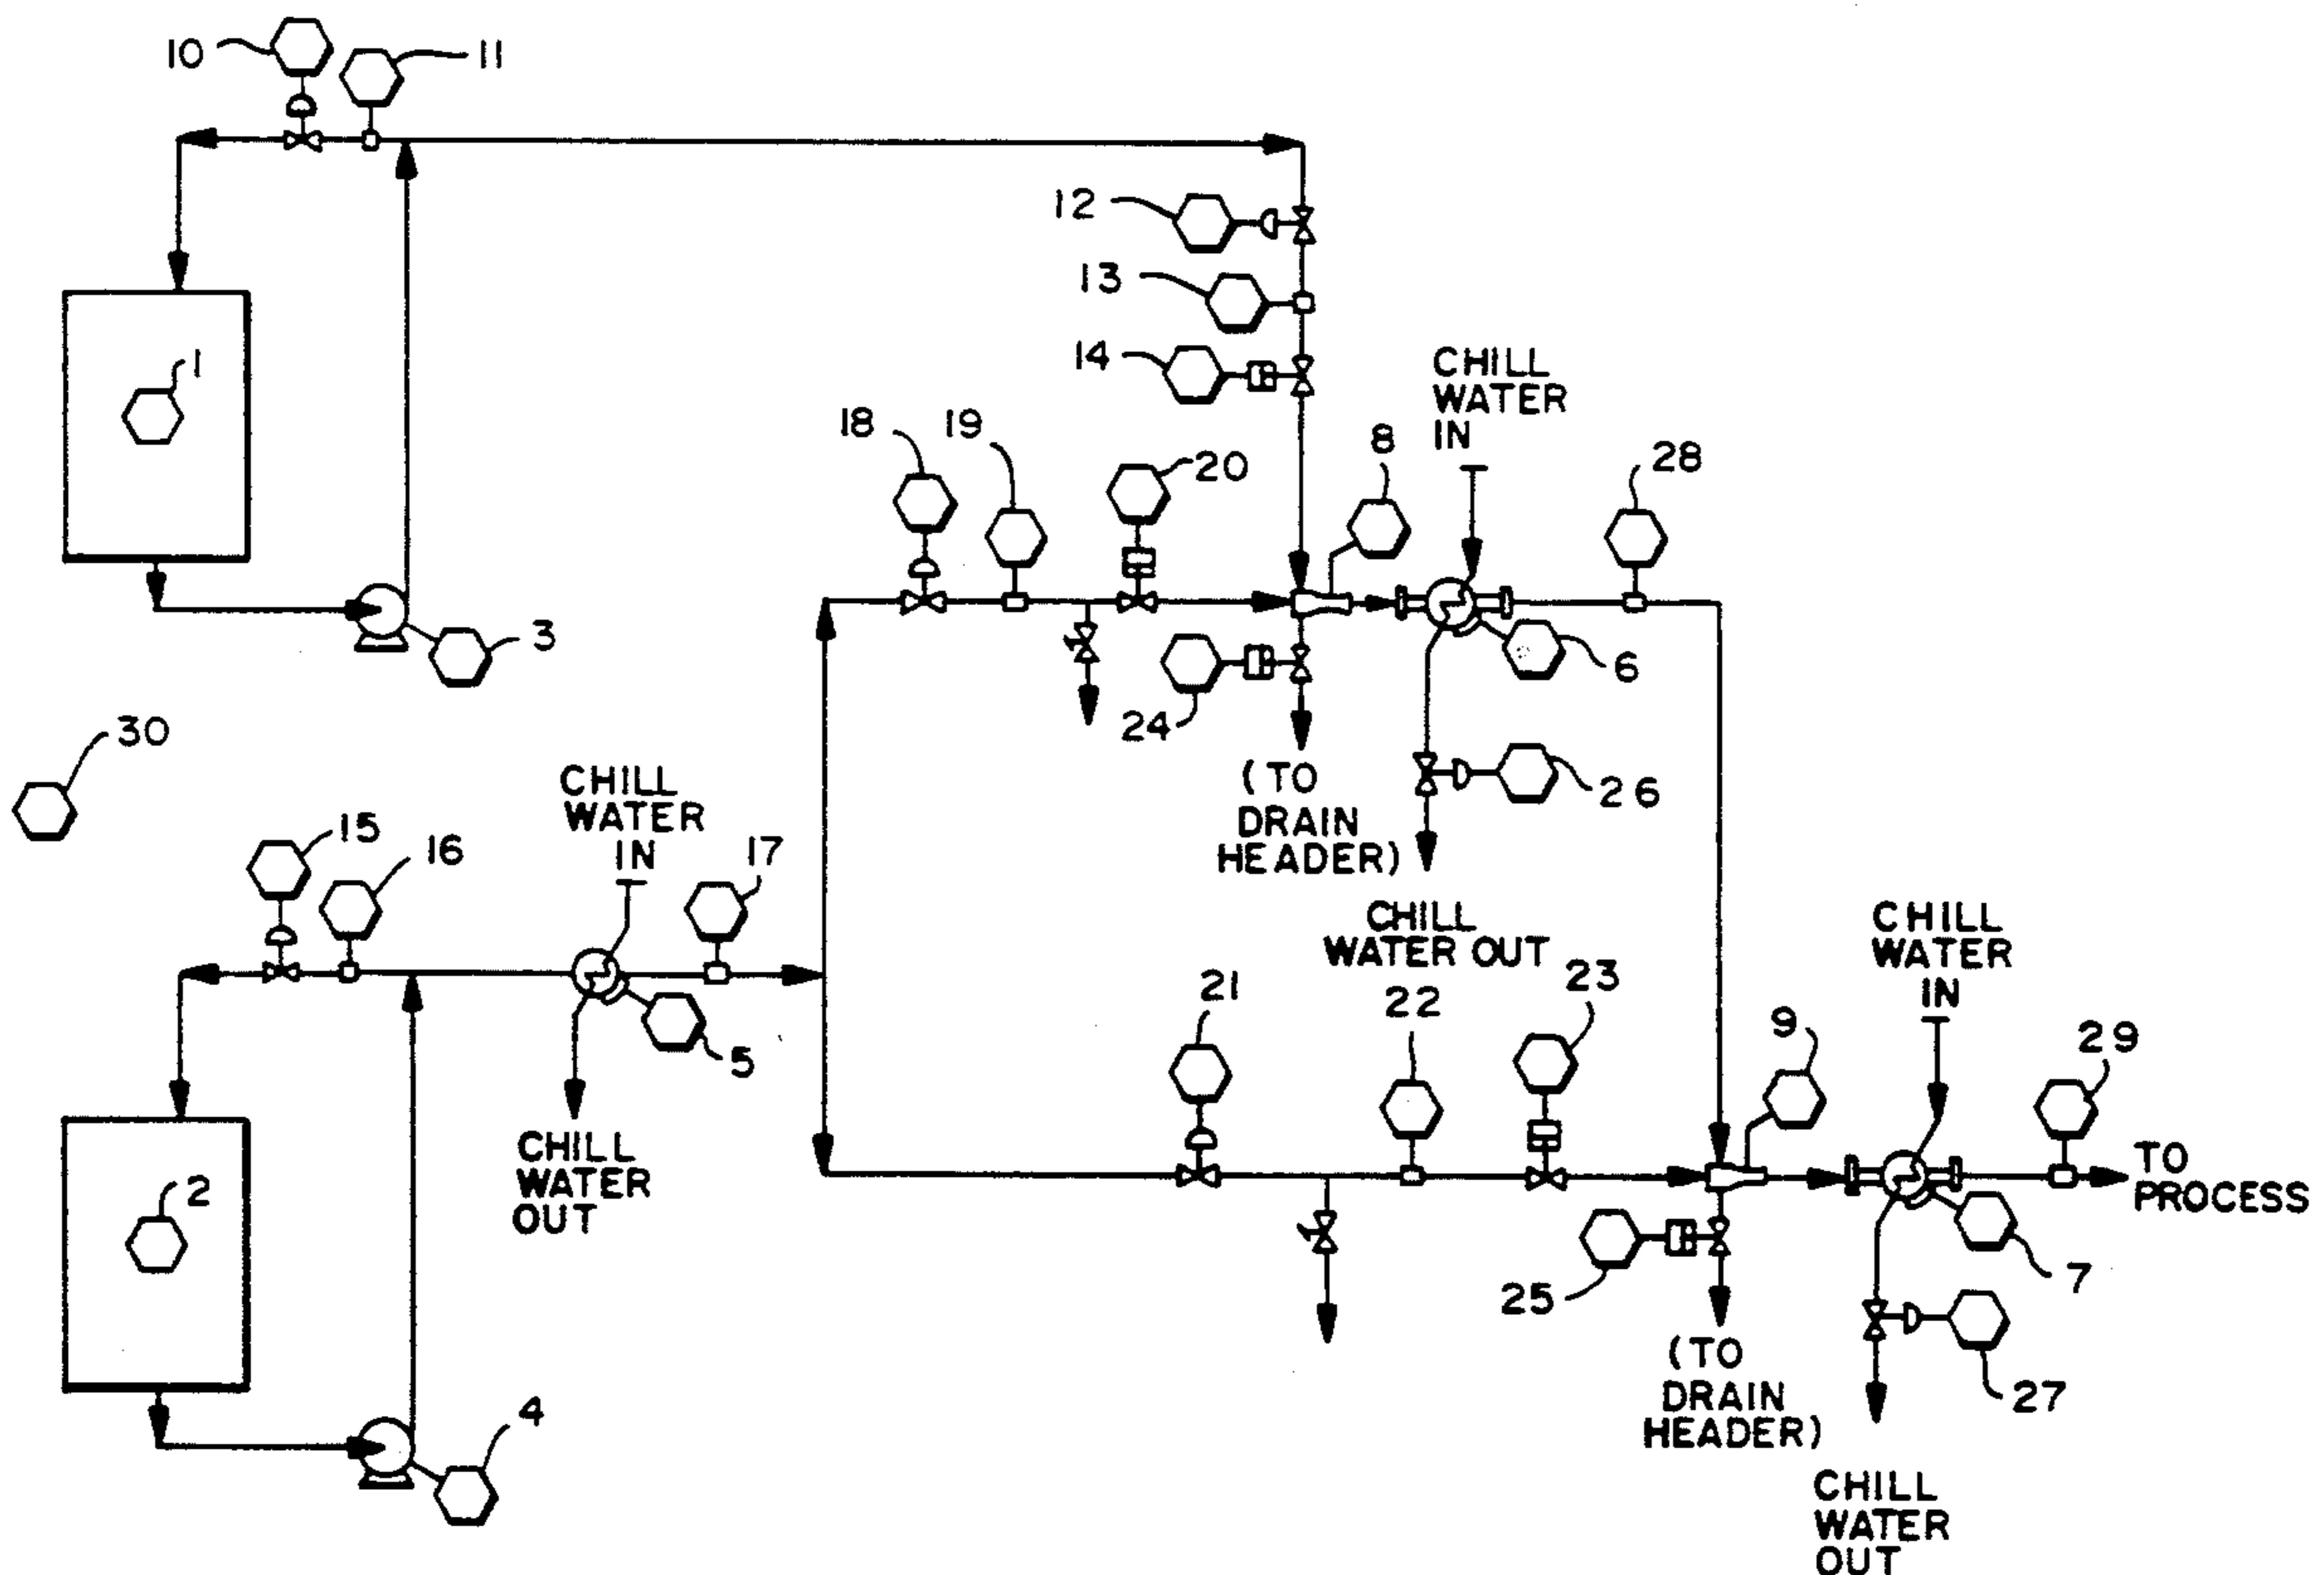 10
11
12
13
1
14
CHILL
WATER
IN
18
19
8
20
28
3
6
24
30
(TO
DRAIN
HEADER)
26
CHILL
WATER
IN
15
16
17
CHILL
WATER OUT
CHILL
WATER
IN
21
22
23
5
9
29
CHILL
WATER
OUT
TO
PROCESS
2
25
7
(TO
DRAIN
HEADER)
27
4
CHILL
WATER
OUT